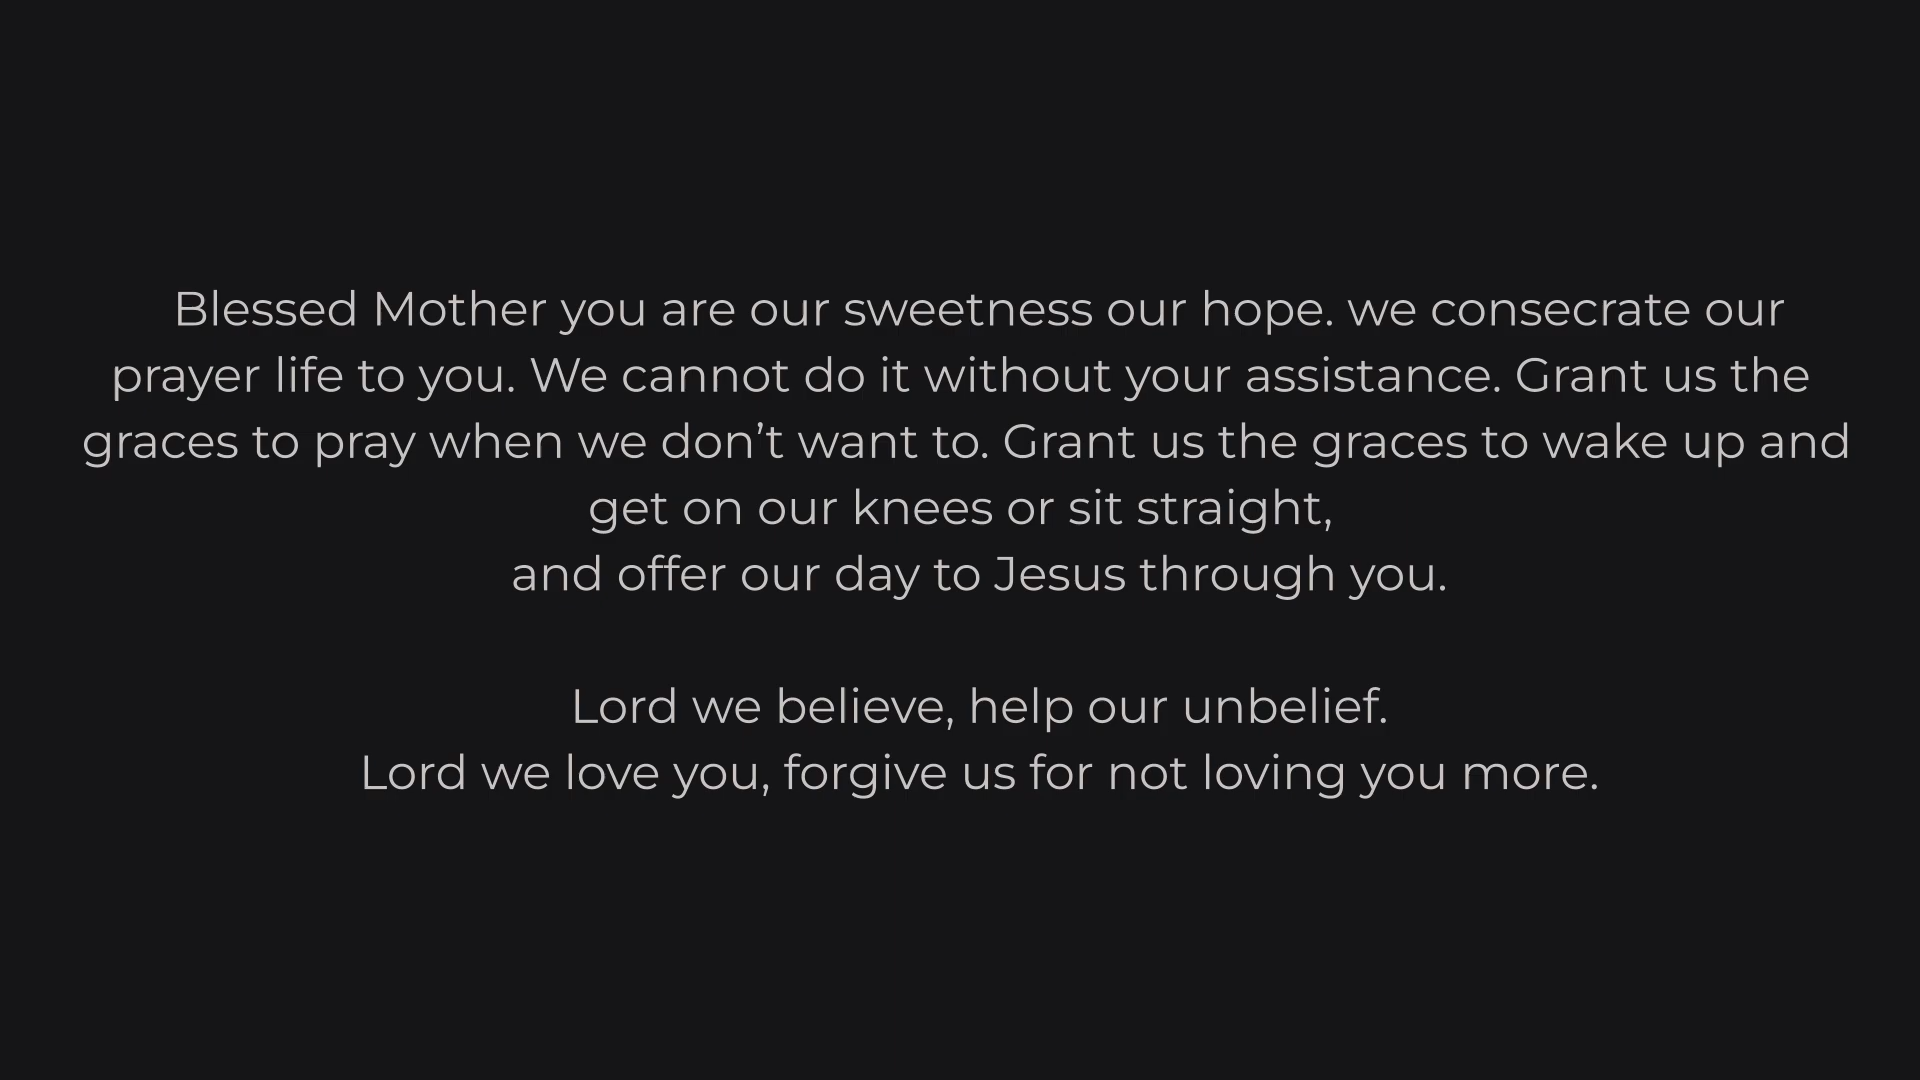 Blessed Mother you are our sweetness our hope. we consecrate our
prayer life to you. We cannot do it without your assistance. Grant us the
graces to pray when we don’t want to. Grant us the graces to wake up and
get on our knees or sit straight,
and offer our day to Jesus through you.
Lord we believe, help our unbelief.
Lord we love you, forgive us for not loving you more.